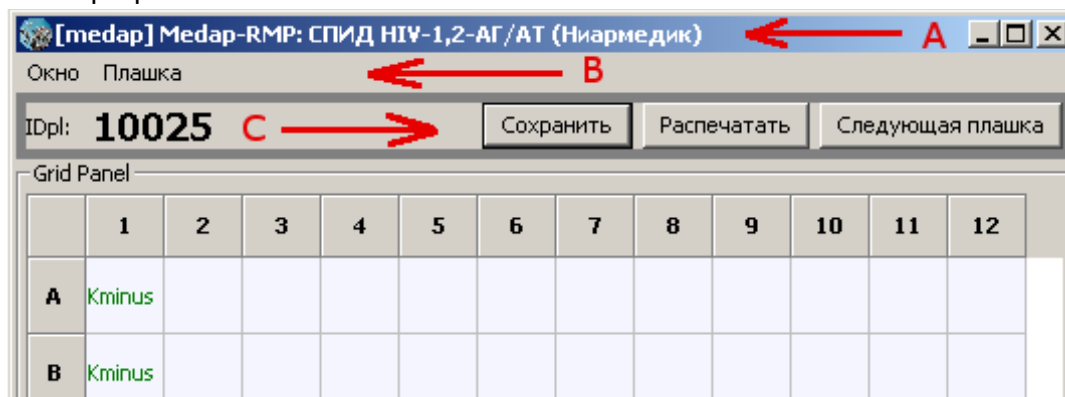 [medap] Medap-RMP: СПИД HIV-1,2-АГ/АТ (Ниармедик) A
Окно Плашка B
IDpl: 10025 C Сохранить Распечатать Следующая плашка
Grid Panel
1 2 3 4 5 6 7 8 9 10 11 12
A Kminus
B Kminus